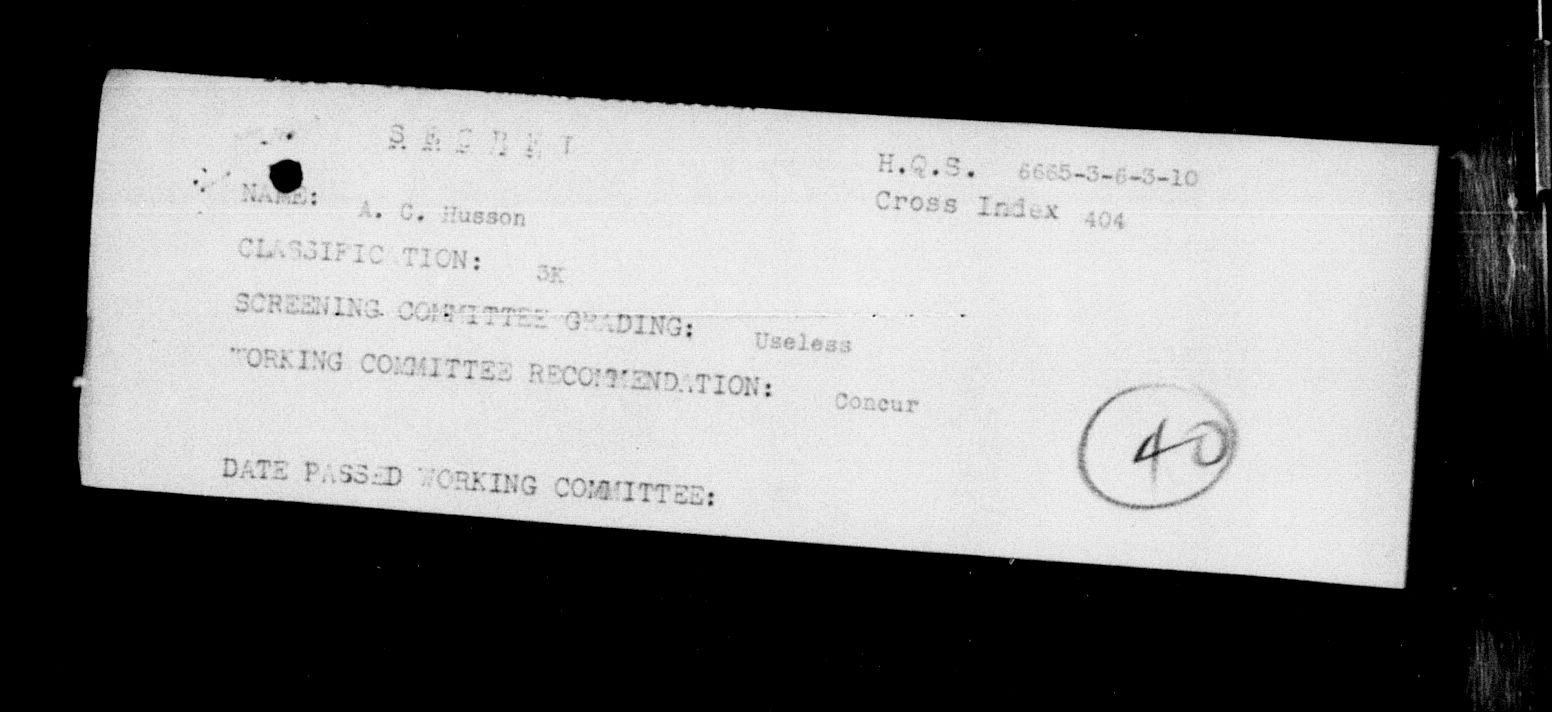 S E C R E T
H.Q.S. 6665-3-6-3-10
NAME: A. C. Husson
Cross Index 404
CLASSIFIC TION: 3K
SCREENING COMMITTEE GRADING: Useless
WORKING COMMITTEE RECOMMENDATION: Concur
40
DATE PASSED WORKING COMMITTEE: